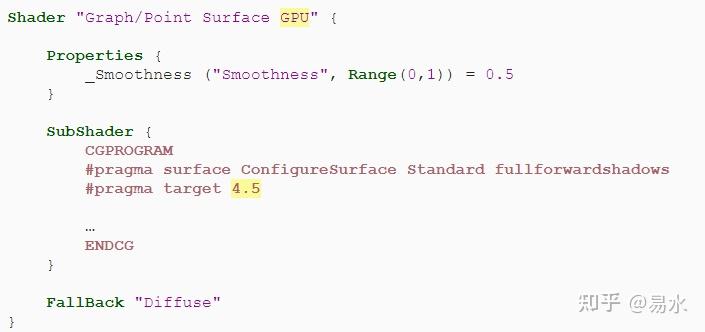 Shader "Graph/Point Surface GPU" {
Properties {
_Smoothness ("Smoothness", Range(0,1)) = 0.5
}
SubShader {
CGPROGRAM
#pragma surface ConfigureSurface Standard fullforwardshadows
#pragma target 4.5
…
ENDCG
}
FallBack "Diffuse"
}
知乎 @易水